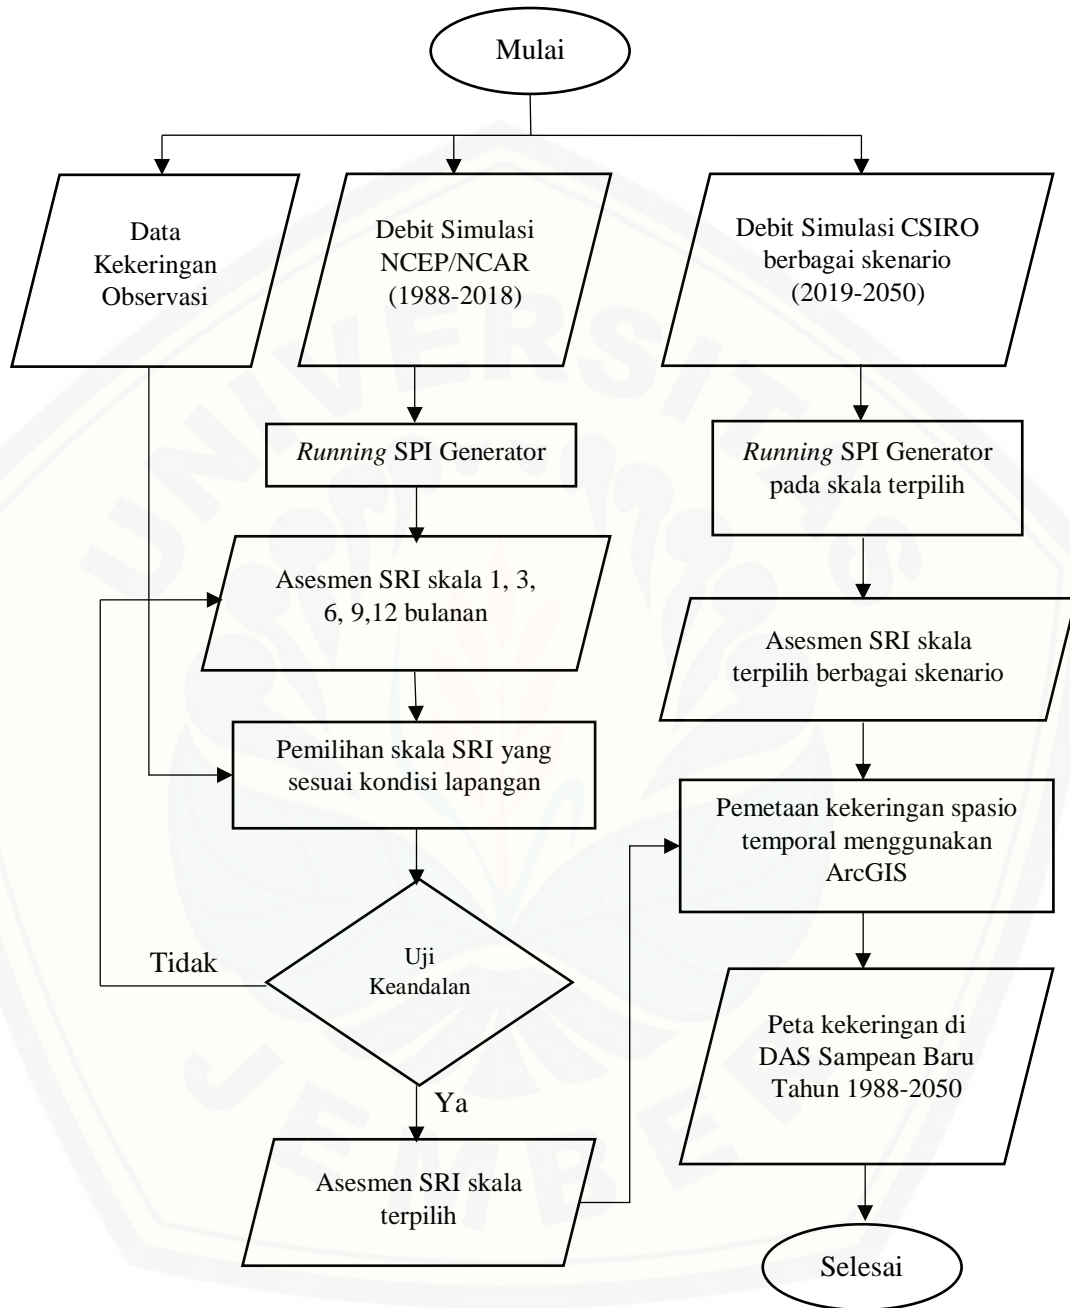 Mulai
Data
Kekeringan
Observasi
Debit Simulasi
NCEP/NCAR
(1988-2018)
Debit Simulasi CSIRO
berbagai skenario
(2019-2050)
Running SPI Generator
Running SPI Generator
pada skala terpilih
Asesmen SRI skala 1, 3,
6, 9,12 bulanan
Asesmen SRI skala
terpilih berbagai skenario
Pemilihan skala SRI yang
sesuai kondisi lapangan
Pemetaan kekeringan spasio
temporal menggunakan
ArcGIS
Uji
Keandalan
Tidak
Ya
Peta kekeringan di
DAS Sampean Baru
Tahun 1988-2050
Asesmen SRI skala
terpilih
Selesai
UNIVERSITAS
JEMBER